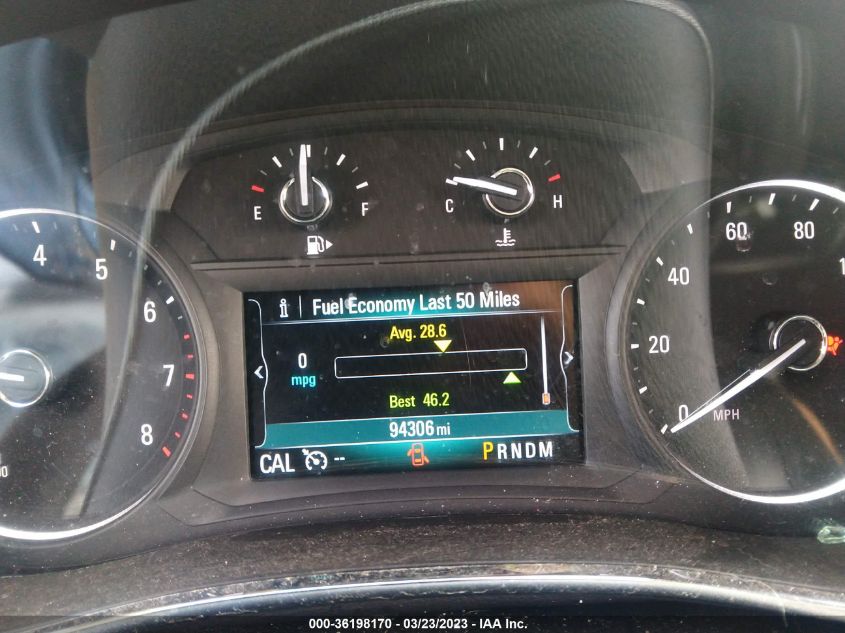 E
F
C
H
4
5
6
7
8
0
20
40
60
80
MPH
i Fuel Economy Last 50 Miles
Avg. 28.6
0
mpg
Best 46.2
94306 mi
CAL --
PRNDM
000-36198170 - 03/23/2023 - IAA Inc.